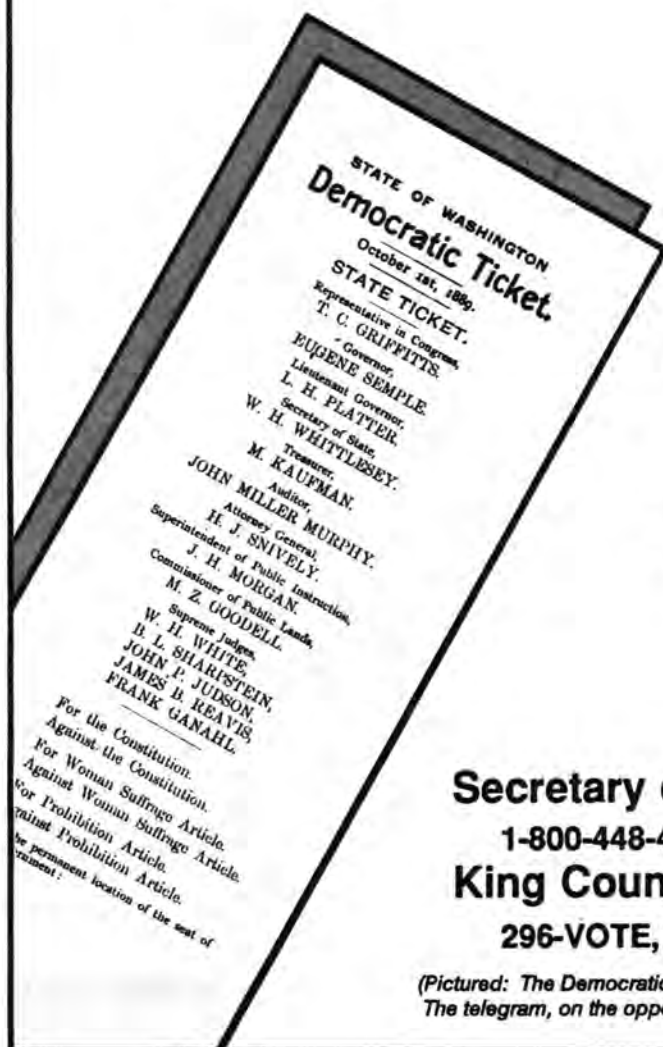 STATE OF WASHINGTON
Democratic Ticket.
October 1st, 1889.
STATE TICKET.
Representative in Congress,
T. C. GRIFFITTS.
Governor,
EUGENE SEMPLE.
Lieutenant Governor,
L. H. PLATTER.
Secretary of State,
W. H. WHITTLESEY.
Treasurer,
M. KAUFMAN.
Auditor,
JOHN MILLER MURPHY.
Attorney General,
H. J. SNIVELY.
Superintendent of Public Instruction,
J. H. MORGAN.
Commissioner of Public Lands,
M. Z. GOODELL.
Supreme Judges,
W. H. WHITE,
B. L. SHARPSTEIN,
JOHN P. JUDSON,
JAMES B. REAVIS,
FRANK GANAHL.
For the Constitution.
Against the Constitution.
For Woman Suffrage Article.
Against Woman Suffrage Article.
For Prohibition Article.
Against Prohibition Article.
permanent location of the seat of
Secretary
1-800-448-
King
296-VOTE,
(Pictured: The Democratic
The telegram, on the